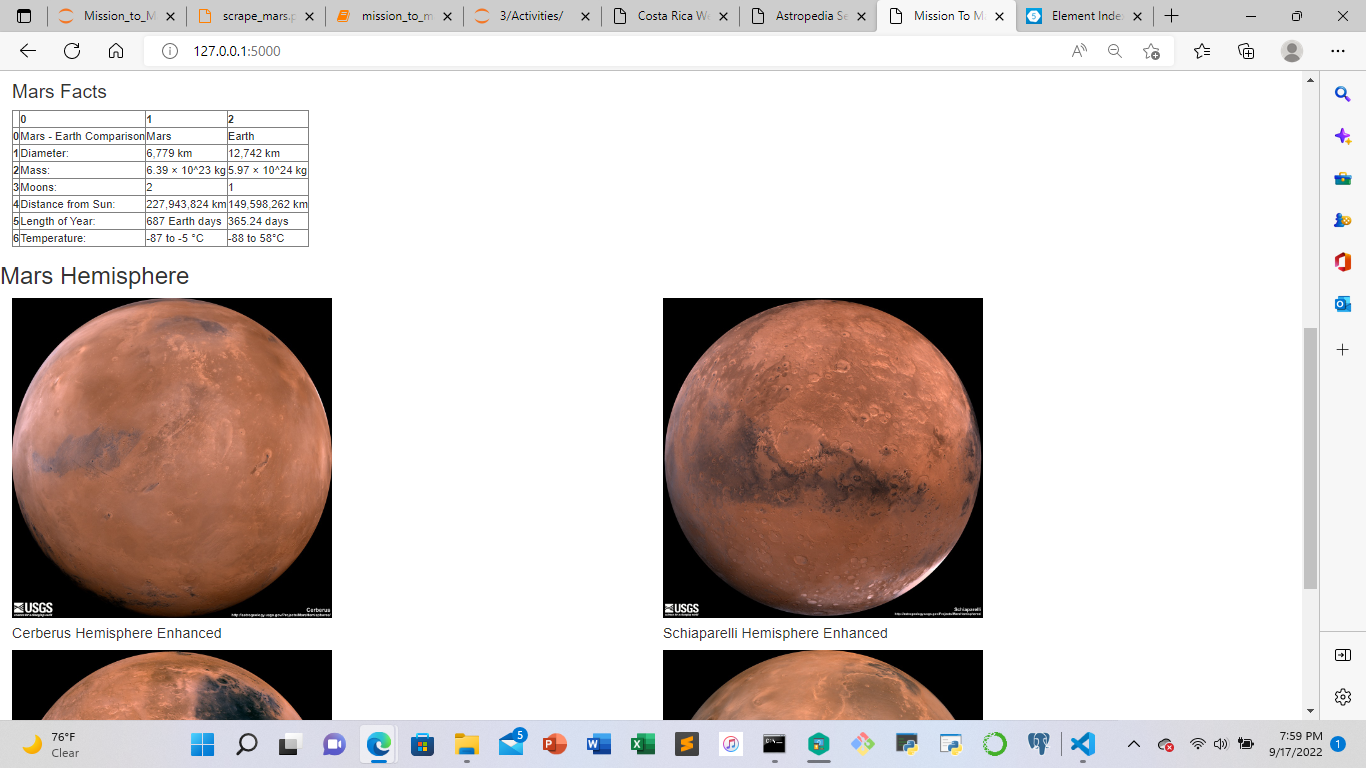 Mission_to_M
scrape_mars.p
mission_to_m
3/Activities/
Costa Rica We
Astropedia Se
Mission To M
Element Index
127.0.0.1:5000
Mars Facts
0 1 2
0 Mars - Earth Comparison Mars Earth
1 Diameter: 6,779 km 12,742 km
2 Mass: 6.39 × 10^23 kg 5.97 × 10^24 kg
3 Moons: 2 1
4 Distance from Sun: 227,943,824 km 149,598,262 km
5 Length of Year: 687 Earth days 365.24 days
6 Temperature: -87 to -5 °C -88 to 58°C
Mars Hemisphere
USGS
Cerberus
USGS
Schiaparelli
Cerberus Hemisphere Enhanced
Schiaparelli Hemisphere Enhanced
76°F
Clear
5
7:59 PM
9/17/2022
1